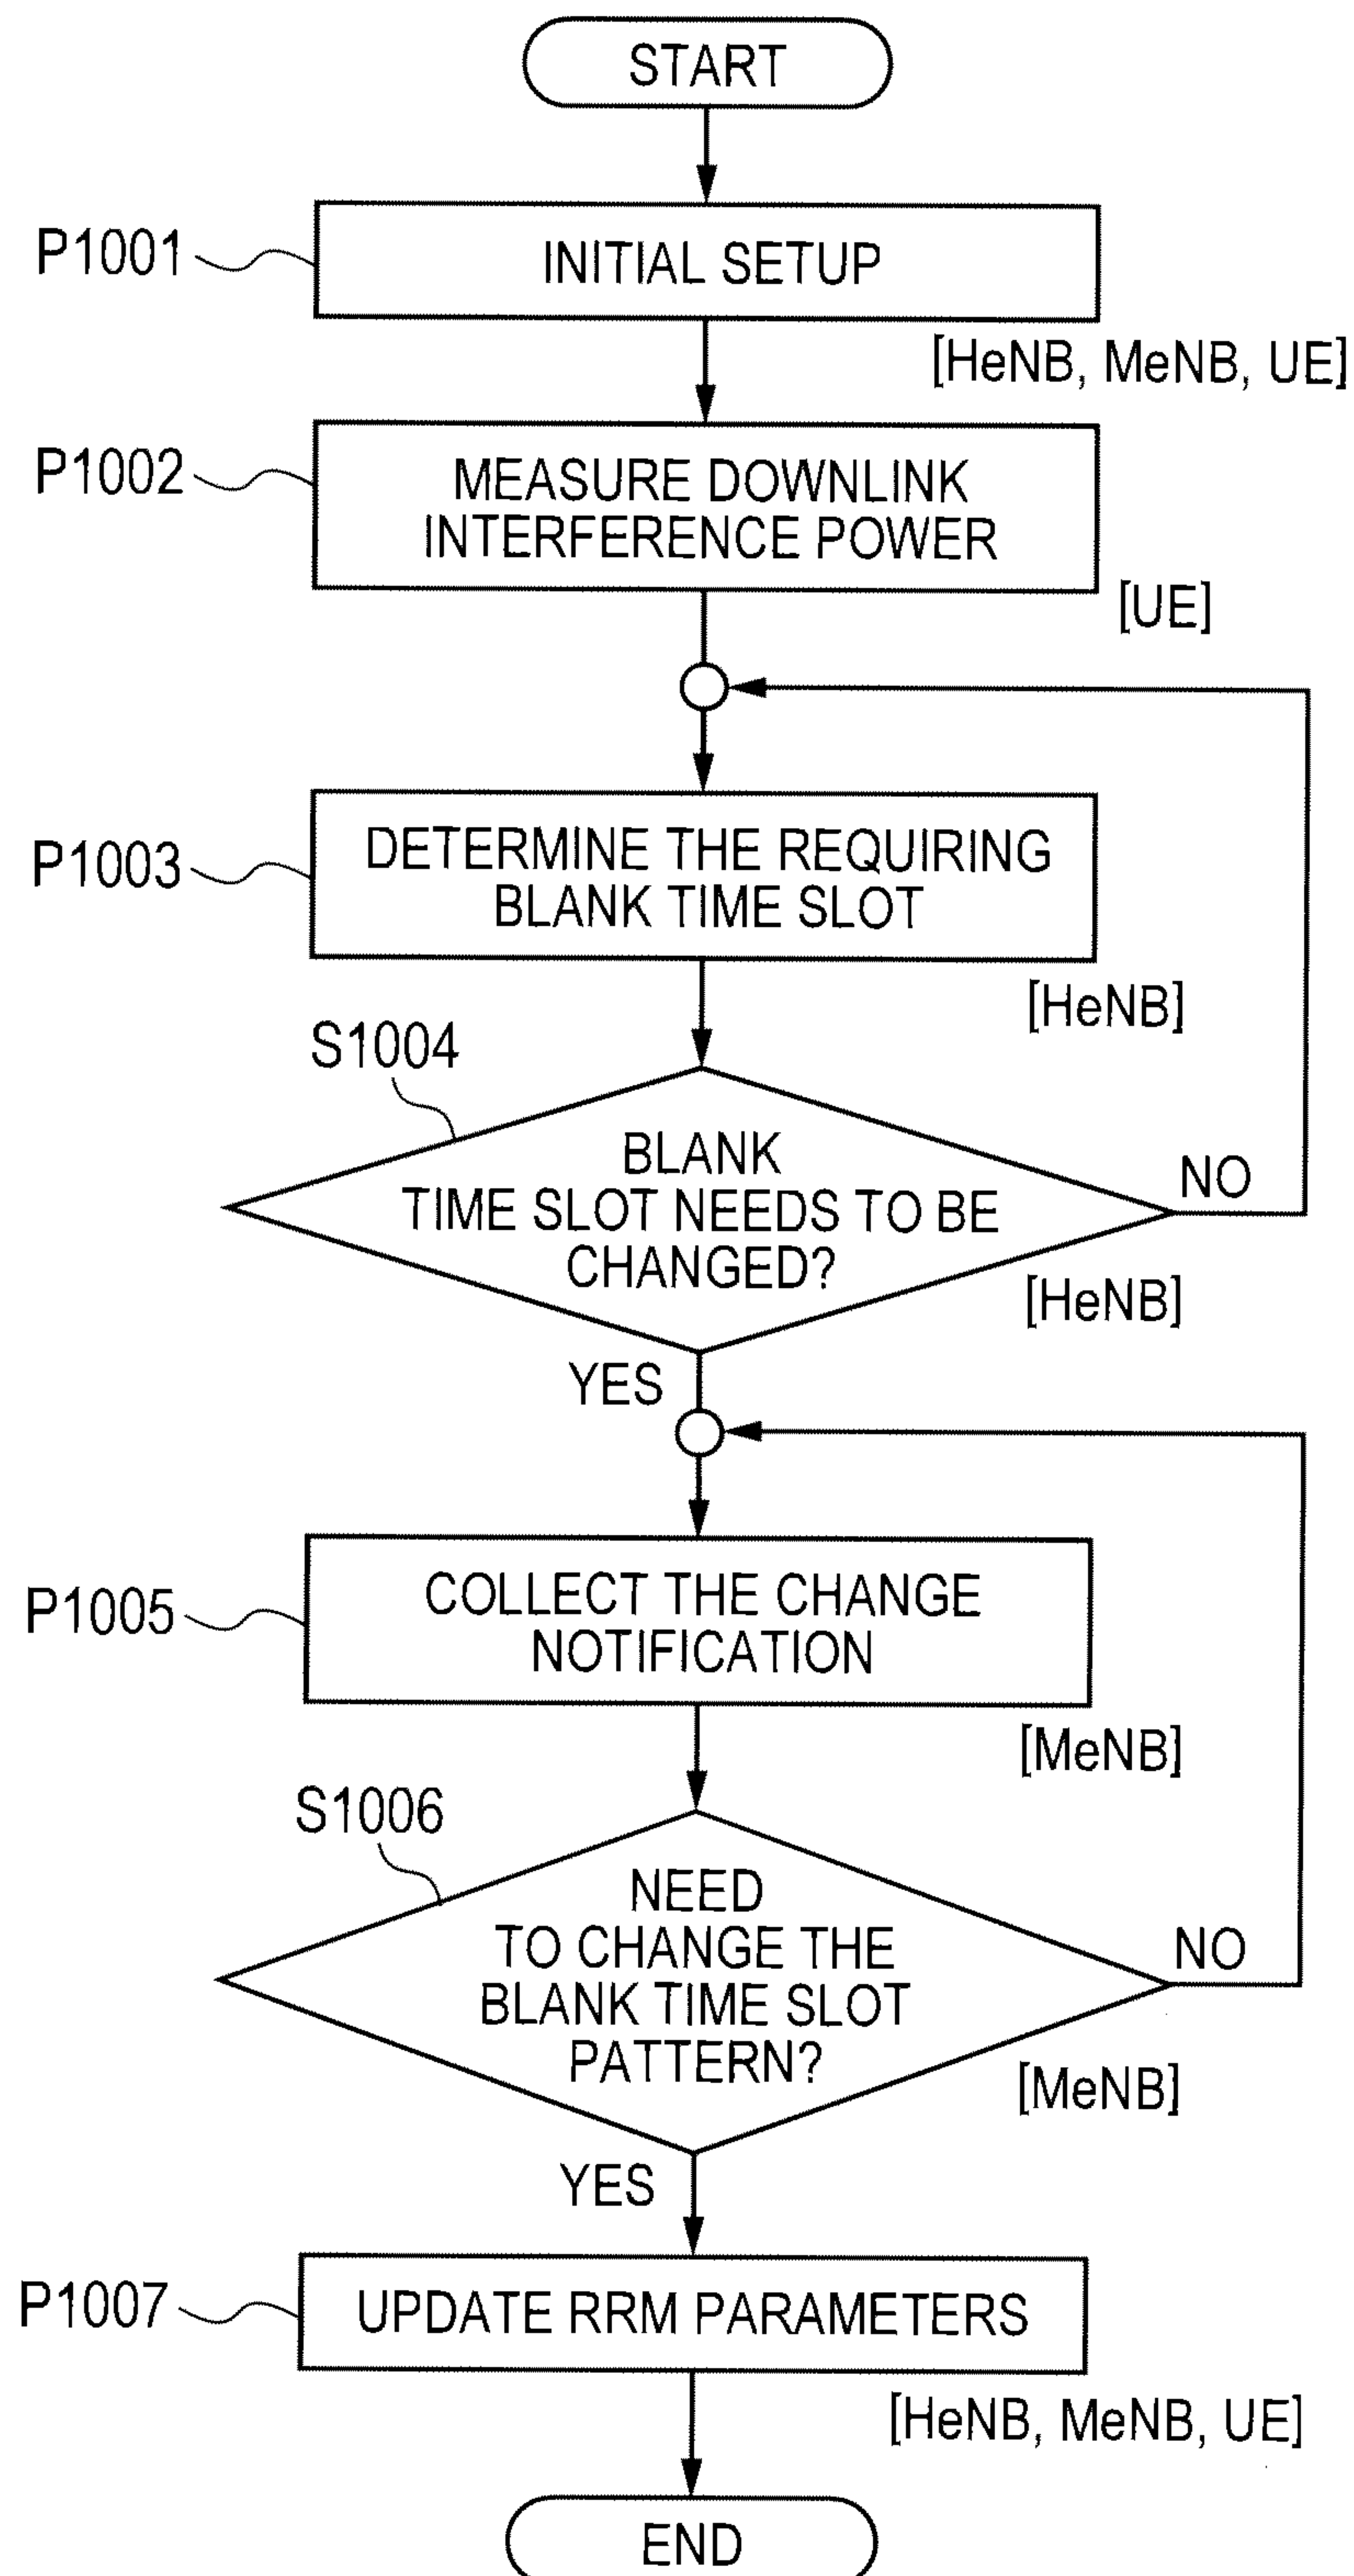 START
P1001
INITIAL SETUP
[HeNB, MeNB, UE]
P1002
MEASURE DOWNLINK
INTERFERENCE POWER
[UE]
P1003
DETERMINE THE REQUIRING
BLANK TIME SLOT
[HeNB]
S1004
BLANK
TIME SLOT NEEDS TO BE
CHANGED?
NO
[HeNB]
YES
P1005
COLLECT THE CHANGE
NOTIFICATION
[MeNB]
S1006
NEED
TO CHANGE THE
BLANK TIME SLOT
PATTERN?
NO
[MeNB]
YES
P1007
UPDATE RRM PARAMETERS
[HeNB, MeNB, UE]
END